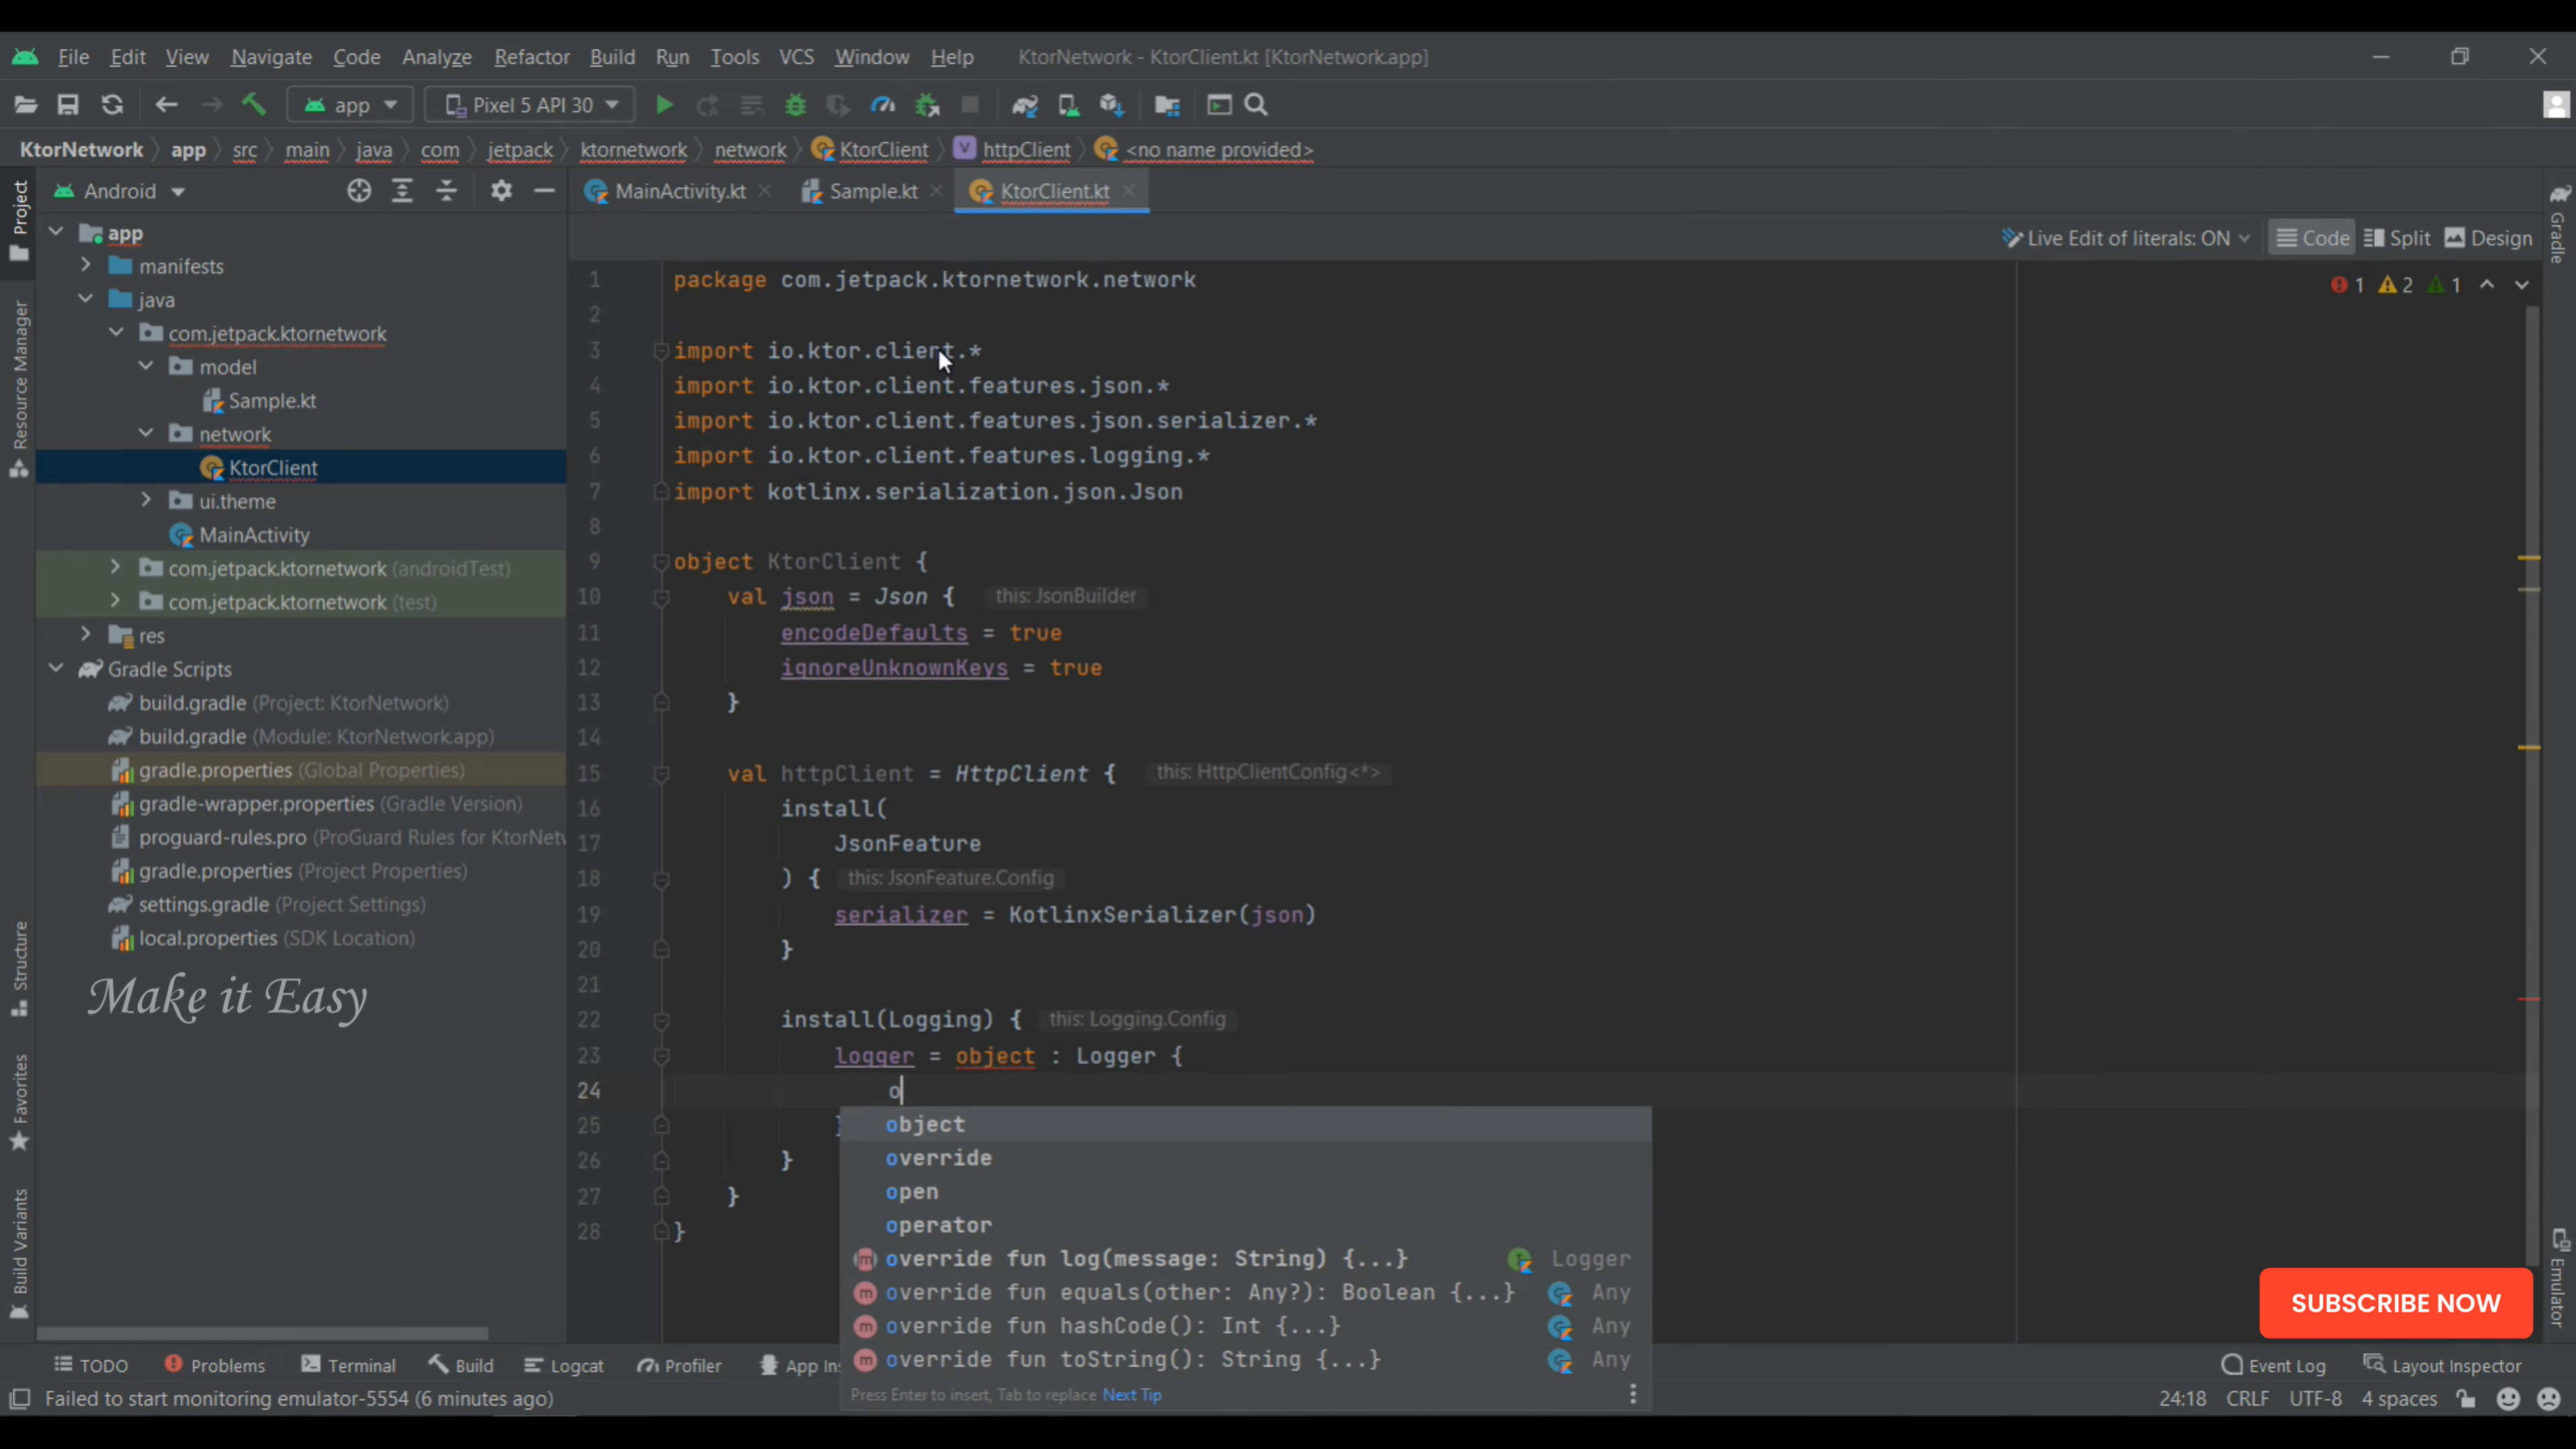 File Edit View Navigate Code Analyze Refactor Build Run Tools VCS Window Help KtorNetwork - KtorClient.kt [KtorNetwork.app]
app Pixel 5 API 30
KtorNetwork app src main java com jetpack ktornetwork network KtorClient V httpClient <no name provided>
Project
Android
MainActivity.kt Sample.kt KtorClient.kt
Gradle
Live Edit of literals: ON Code Split Design
Resource Manager
app
manifests
java
com.jetpack.ktornetwork
model
Sample.kt
network
KtorClient
ui.theme
MainActivity
com.jetpack.ktornetwork (androidTest)
com.jetpack.ktornetwork (test)
res
Gradle Scripts
build.gradle (Project: KtorNetwork)
build.gradle (Module: KtorNetwork.app)
gradle.properties (Global Properties)
gradle-wrapper.properties (Gradle Version)
proguard-rules.pro (ProGuard Rules for KtorNetw
gradle.properties (Project Properties)
settings.gradle (Project Settings)
local.properties (SDK Location)
Make it Easy
Structure
Favorites
Build Variants
1 2 1
1 package com.jetpack.ktornetwork.network
2
3 import io.ktor.client.*
4 import io.ktor.client.features.json.*
5 import io.ktor.client.features.json.serializer.*
6 import io.ktor.client.features.logging.*
7 import kotlinx.serialization.json.Json
8
9 object KtorClient {
10 val json = Json { this: JsonBuilder
11 encodeDefaults = true
12 ignoreUnknownKeys = true
13 }
14
15 val httpClient = HttpClient { this: HttpClientConfig<*>
16 install(
17 JsonFeature
18 ) { this: JsonFeature.Config
19 serializer = KotlinxSerializer(json)
20 }
21
22 install(Logging) { this: Logging.Config
23 logger = object : Logger {
24 o
25 }
26 }
27 }
28 }
object
override
open
operator
m override fun log(message: String) {...} Logger
m override fun equals(other: Any?): Boolean {...} Any
m override fun hashCode(): Int {...} Any
m override fun toString(): String {...} Any
Press Enter to insert, Tab to replace Next Tip
SUBSCRIBE NOW
Emulator
TODO Problems Terminal Build Logcat Profiler App Ins Event Log Layout Inspector
Failed to start monitoring emulator-5554 (6 minutes ago) 24:18 CRLF UTF-8 4 spaces